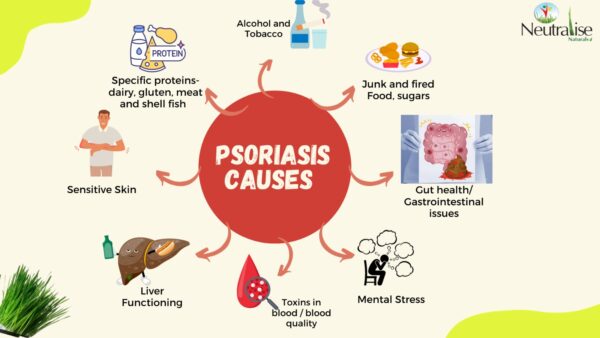 Neutralise
Naturals
Alcohol and
Tobacco
PROTEIN
Specific proteins-
dairy, gluten, meat
and shell fish
Junk and fired
Food, sugars
PSORIASIS
CAUSES
Sensitive Skin
Gut health/
Gastrointestinal
issues
Liver
Functioning
Toxins in
blood / blood
quality
Mental Stress